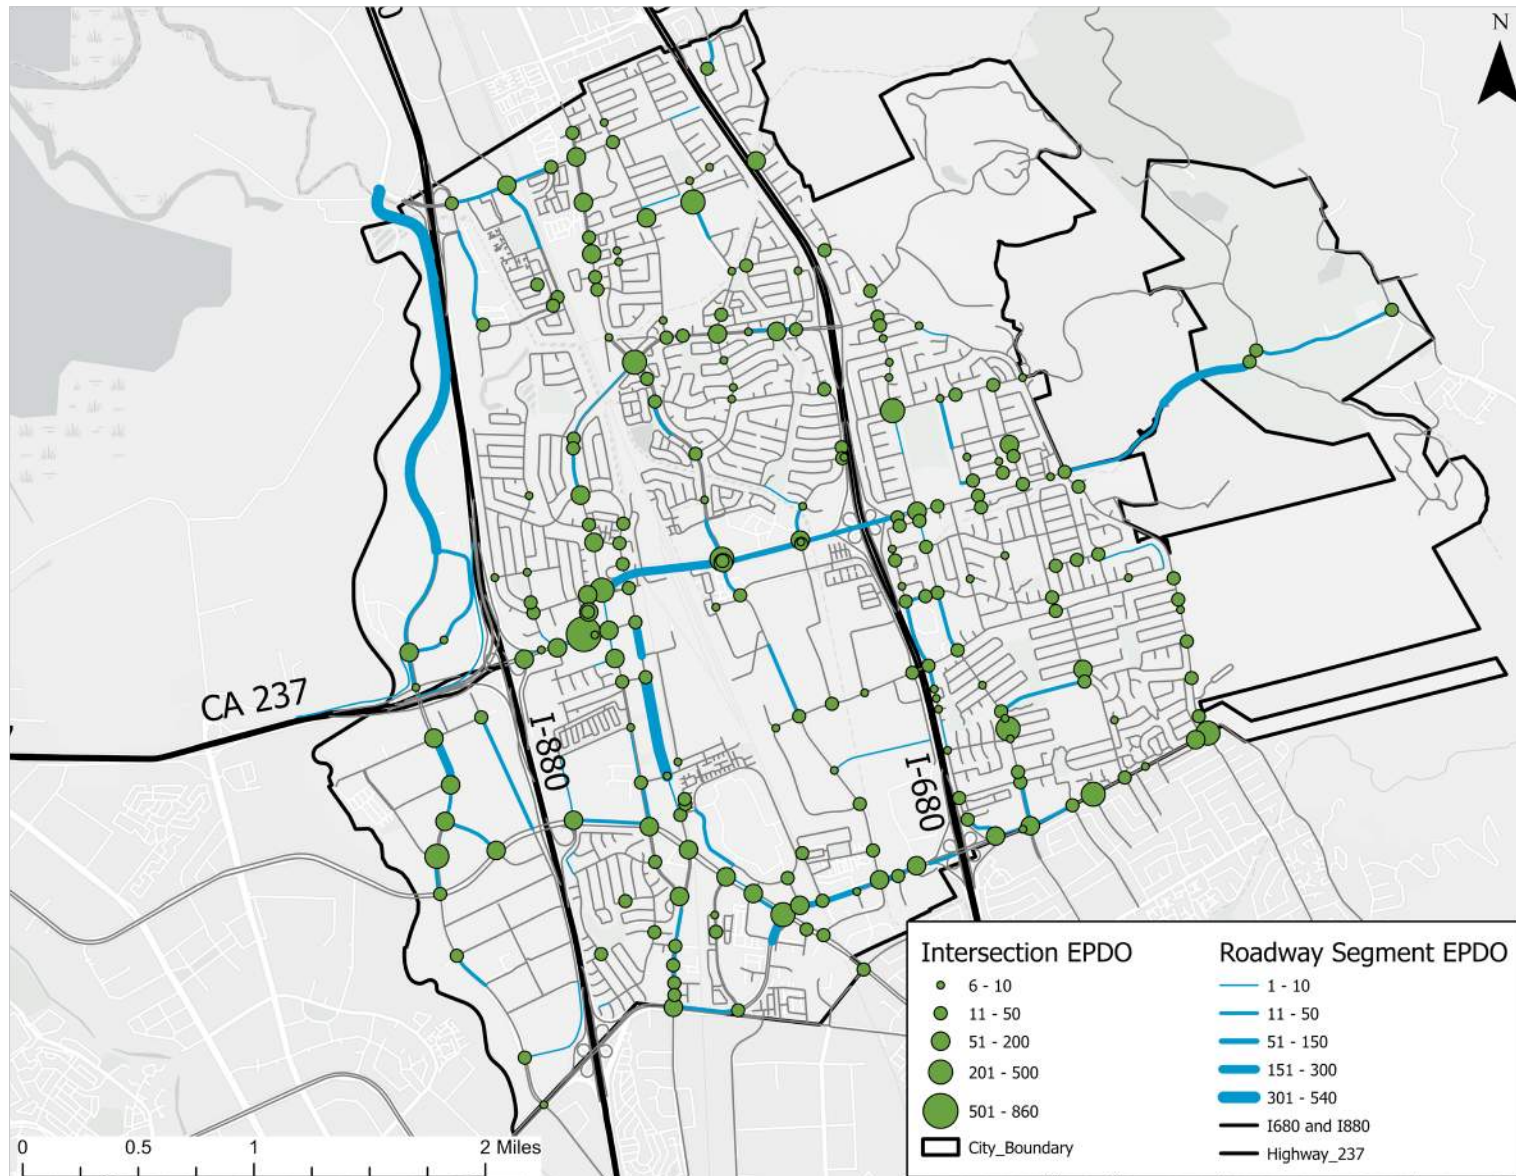 N
CA 237
I-880
I-680
Intersection EPDO
6 - 10
11 - 50
51 - 200
201 - 500
501 - 860
City_Boundary
Roadway Segment EPDO
1 - 10
11 - 50
51 - 150
151 - 300
301 - 540
I680 and I880
Highway_237
0 0.5 1 2 Miles